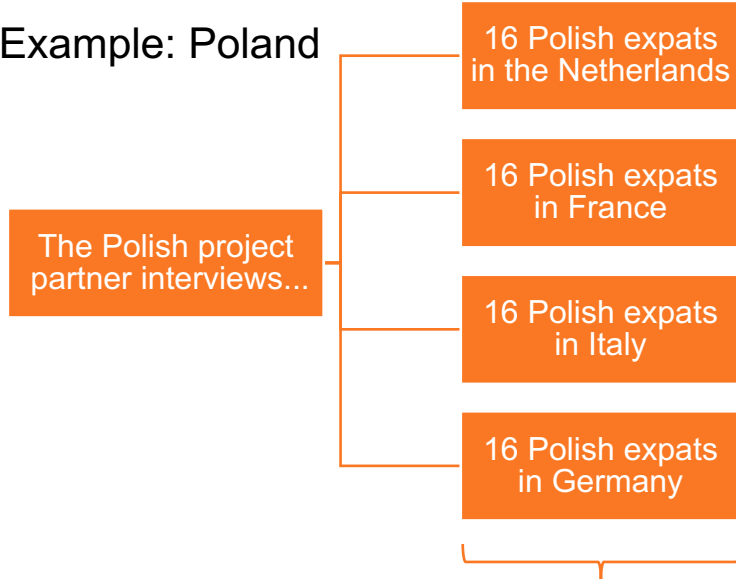 Example: Poland
16 Polish expats
in the Netherlands
16 Polish expats
in France
The Polish project
partner interviews...
16 Polish expats
in Italy
16 Polish expats
in Germany